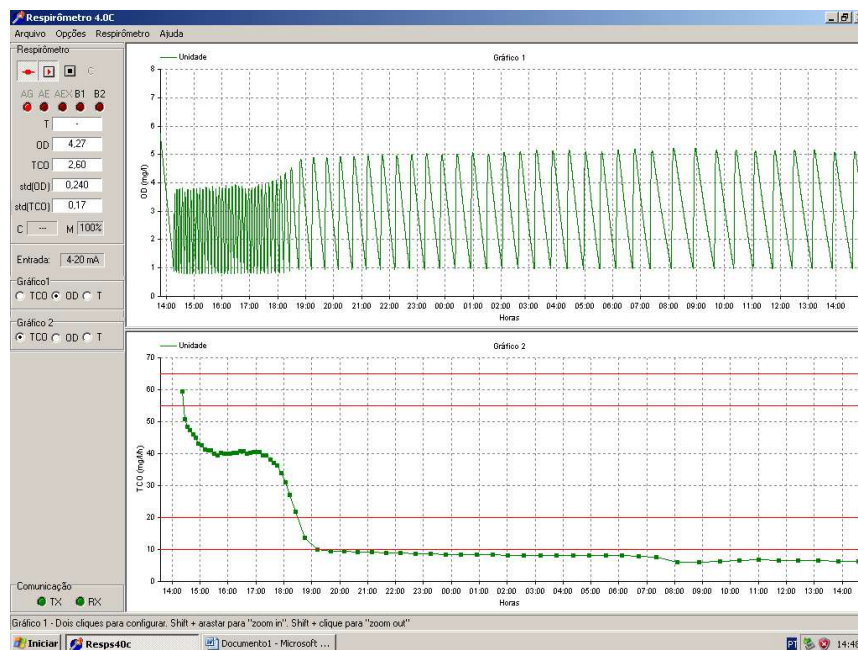 Respirômetro 4.0C
Arquivo Opções Respirômetro Ajuda
Respirômetro
C
AG AE AEX B1 B2
T -
OD 4,27
TCO 2,60
std(OD) 0,240
std(TCO) 0,17
C --- M 100%
Entrada: 4-20 mA
Gráfico1
TCO OD T
Gráfico 2
TCO OD T
Comunicação
TX RX
Unidade
Gráfico 1
OD (mg/l)
8
7
6
5
4
3
2
1
0
14:00 15:00 16:00 17:00 18:00 19:00 20:00 21:00 22:00 23:00 00:00 01:00 02:00 03:00 04:00 05:00 06:00 07:00 08:00 09:00 10:00 11:00 12:00 13:00 14:00
Horas
Unidade
Gráfico 2
TCO (mg/l/h)
70
60
50
40
30
20
10
0
14:00 15:00 16:00 17:00 18:00 19:00 20:00 21:00 22:00 23:00 00:00 01:00 02:00 03:00 04:00 05:00 06:00 07:00 08:00 09:00 10:00 11:00 12:00 13:00 14:00
Horas
Gráfico 1 - Dois cliques para configurar. Shift + arastar para "zoom in". Shift + clique para "zoom out"
Iniciar Resps40c Documento1 - Microsoft ... PT 14:48